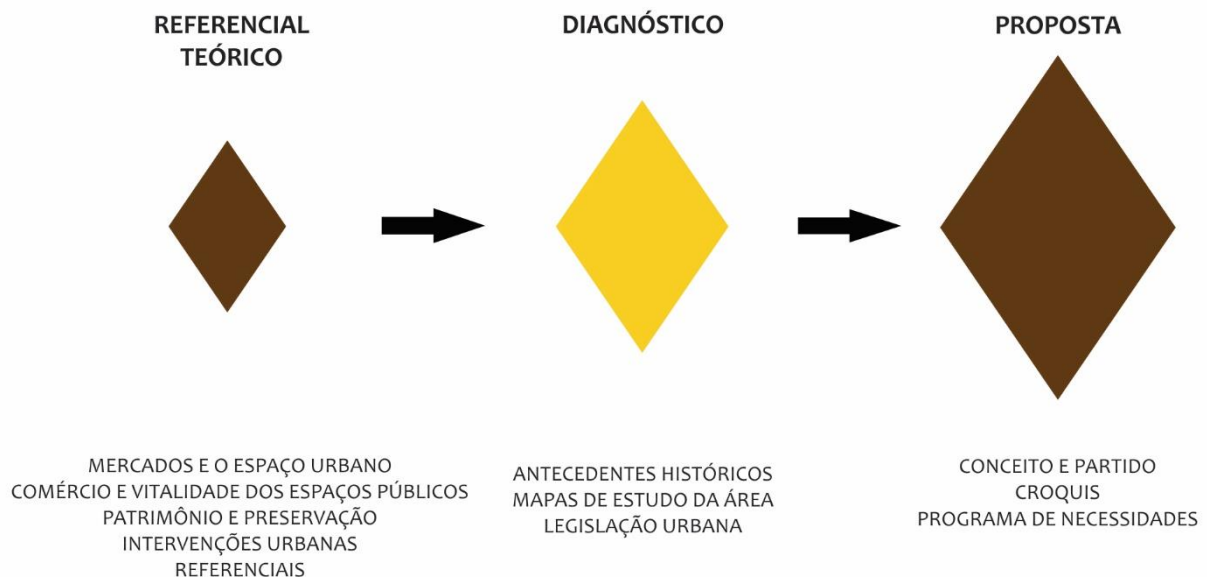 REFERENCIAL
TEÓRICO
DIAGNÓSTICO
PROPOSTA
MERCADOS E O ESPAÇO URBANO
COMÉRCIO E VITALIDADE DOS ESPAÇOS PÚBLICOS
PATRIMÔNIO E PRESERVAÇÃO
INTERVENÇÕES URBANAS
REFERENCIAIS
ANTECEDENTES HISTÓRICOS
MAPAS DE ESTUDO DA ÁREA
LEGISLAÇÃO URBANA
CONCEITO E PARTIDO
CROQUIS
PROGRAMA DE NECESSIDADES